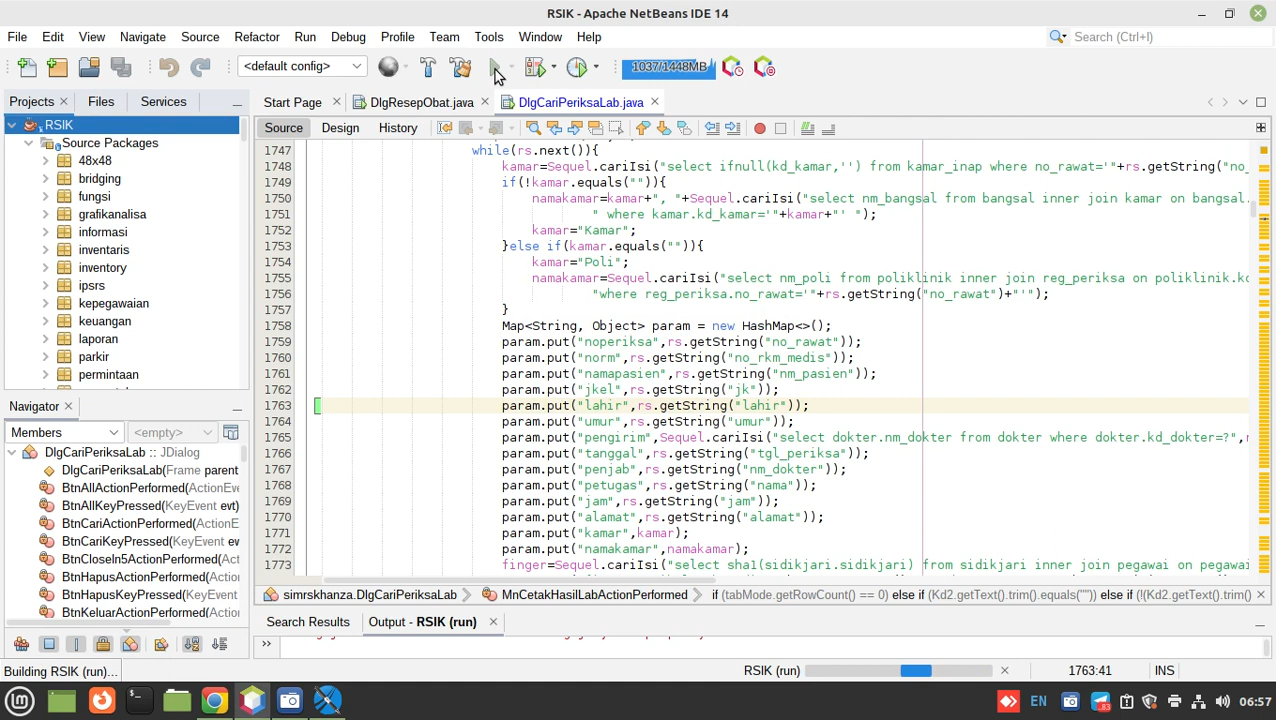 RSIK - Apache NetBeans IDE 14
File Edit View Navigate Source Refactor Run Debug Profile Team Tools Window Help
Search (Ctrl+I)
<default config>
1037/1448MB
Projects Files Services
Start Page DlgResepObat.java DlgCariPeriksaLab.java
Source Design History
RSIK
Source Packages
48x48
bridging
fungsi
grafikanalisa
informasi
inventaris
inventory
ipsrs
kepegawaian
keuangan
laporan
parkir
permintaan
1747 while(rs.next()){
1748 kamar=Sequel.cariIsi("select ifnull(kd_kamar,'') from kamar_inap where no_rawat='"+rs.getString("no_
1749 if(!kamar.equals("")){
1750 namakamar=kamar+", "+Sequel.cariIsi("select nm_bangsal from bangsal inner join kamar on bangsal.
1751 " where kamar.kd_kamar='"+kamar+"' ");
1752 kamar="Kamar";
1753 }else if(kamar.equals("")){
1754 kamar="Poli";
1755 namakamar=Sequel.cariIsi("select nm_poli from poliklinik inner join reg_periksa on poliklinik.kd
1756 "where reg_periksa.no_rawat='"+rs.getString("no_rawat")+"'");
1757 }
1758 Map<String, Object> param = new HashMap<>();
1759 param.put("noperiksa",rs.getString("no_rawat"));
1760 param.put("norm",rs.getString("no_rkm_medis"));
1761 param.put("namapasien",rs.getString("nm_pasien"));
1762 param.put("jkel",rs.getString("jk"));
1763 param.put("lahir",rs.getString("lahir"));
1764 param.put("umur",rs.getString("umur"));
1765 param.put("pengirim",Sequel.cariIsi("select dokter.nm_dokter from dokter where dokter.kd_dokter=?",r
1766 param.put("tanggal",rs.getString("tgl_periksa"));
1767 param.put("penjab",rs.getString("nm_dokter"));
1768 param.put("petugas",rs.getString("nama"));
1769 param.put("jam",rs.getString("jam"));
1770 param.put("alamat",rs.getString("alamat"));
1771 param.put("kamar",kamar);
1772 param.put("namakamar",namakamar);
1773 finger=Sequel.cariIsi("select sha1(sidikjari.sidikjari) from sidikjari inner join pegawai on pegawai
Navigator
Members <empty>
DlgCariPeriksaLab :: JDialog
DlgCariPeriksaLab(Frame parent
BtnAllActionPerformed(ActionEve
BtnAllKeyPressed(KeyEvent evt)
BtnCariActionPerformed(ActionE
BtnCariKeyPressed(KeyEvent evt
BtnCloseIn5ActionPerformed(Acti
BtnHapusActionPerformed(Action
BtnHapusKeyPressed(KeyEvent
BtnKeluarActionPerformed(Action
simrskhanza.DlgCariPeriksaLab MnCetakHasilLabActionPerformed if (tabMode.getRowCount() == 0) else if (Kd2.getText().trim().equals("")) else if (!(Kd2.getText().trim()
Search Results Output - RSIK (run)
Building RSIK (run)...
RSIK (run)
1763:41 INS
EN
83
06:57